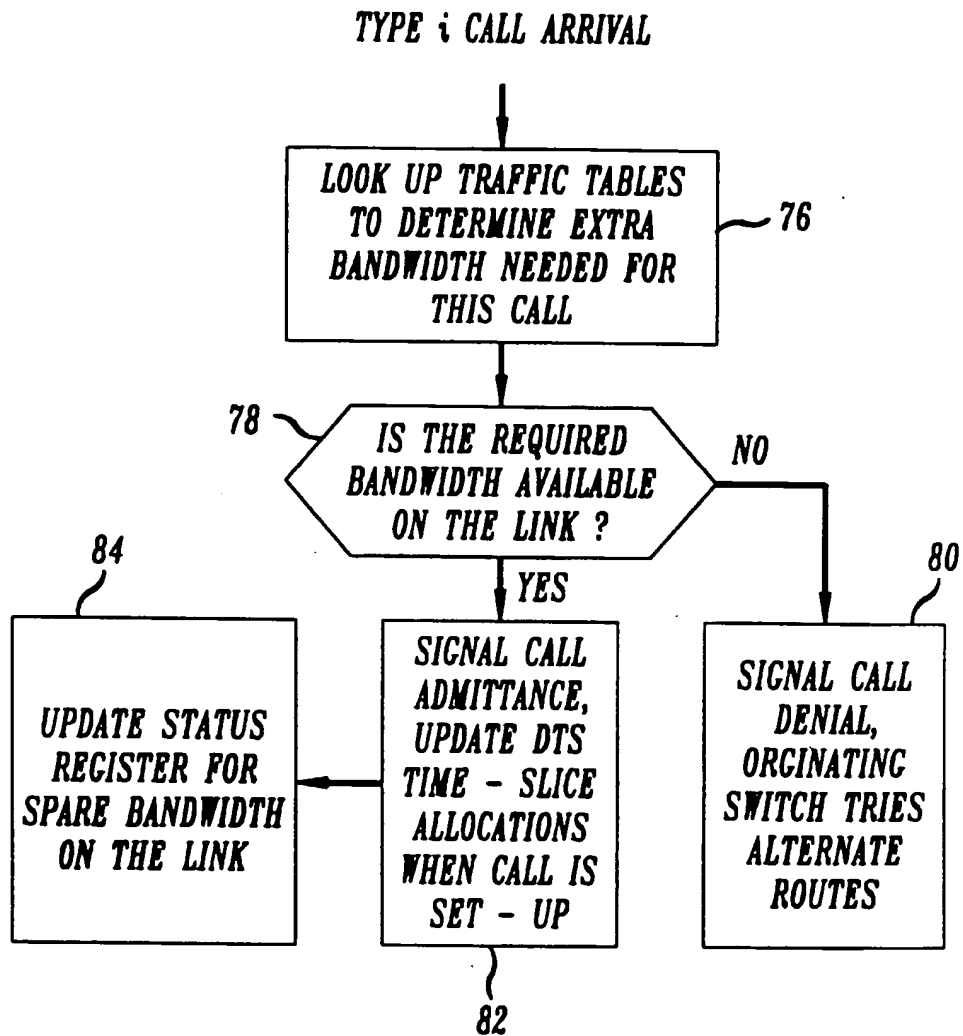 TYPE i CALL ARRIVAL
LOOK UP TRAFFIC TABLES
TO DETERMINE EXTRA
BANDWIDTH NEEDED FOR
THIS CALL
76
78
IS THE REQUIRED
BANDWIDTH AVAILABLE
ON THE LINK ?
NO
YES
84
UPDATE STATUS
REGISTER FOR
SPARE BANDWIDTH
ON THE LINK
SIGNAL CALL
ADMITTANCE,
UPDATE DTS
TIME - SLICE
ALLOCATIONS
WHEN CALL IS
SET - UP
82
80
SIGNAL CALL
DENIAL,
ORGINATING
SWITCH TRIES
ALTERNATE
ROUTES